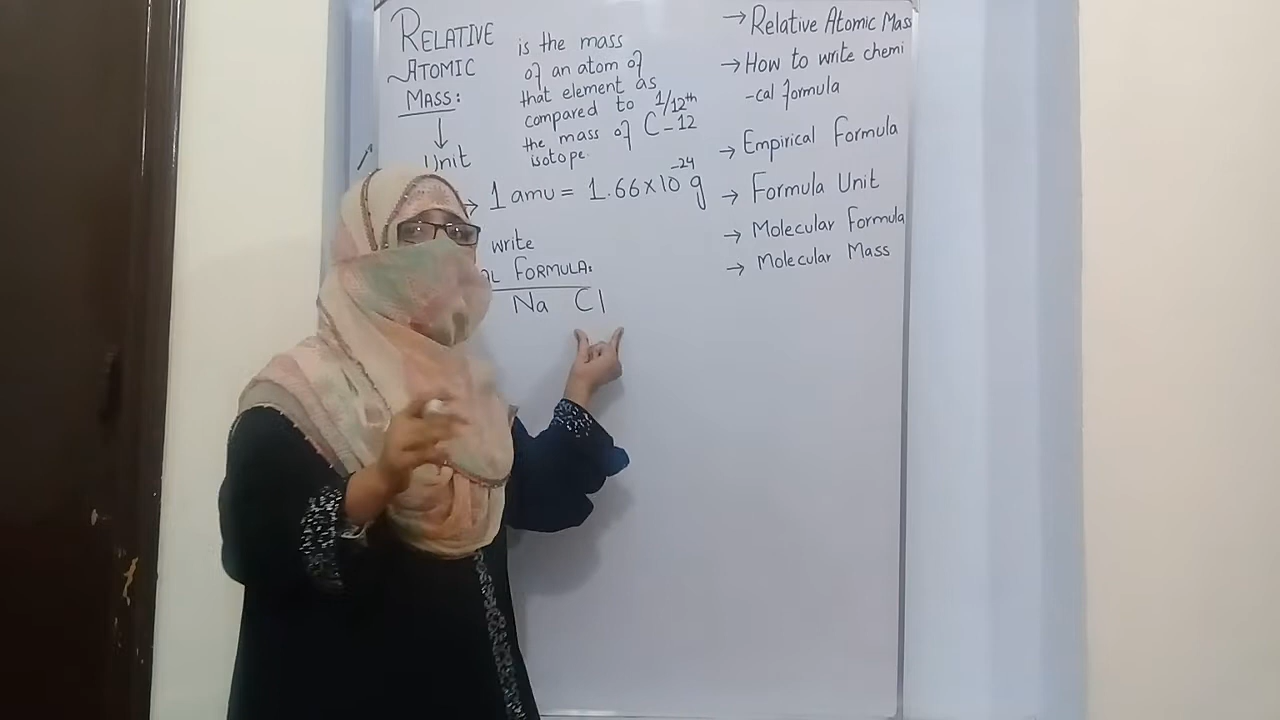 RELATIVE
ATOMIC
MASS:
Unit
is the mass
of an atom of
that element as
compared to 1/12th
the mass of C-12
isotope.
→ 1 amu = 1.66×10⁻²⁴ g
write
FORMULA:
Na Cl
→ Relative Atomic Mass
→ How to write chemi
-cal formula
→ Empirical Formula
→ Formula Unit
→ Molecular Formula
→ Molecular Mass